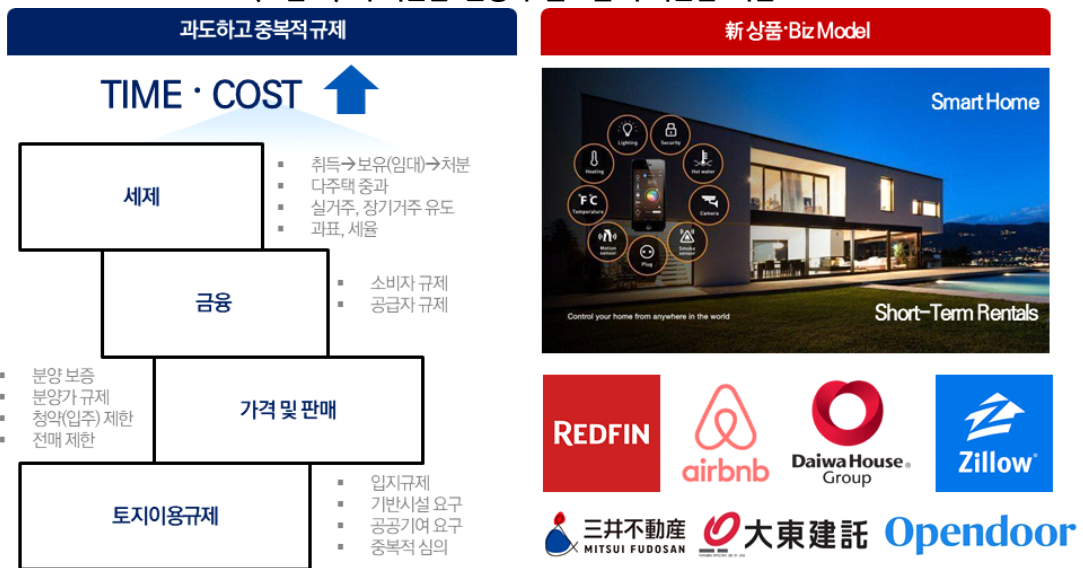 과도하고 중복적 규제
TIME · COST
세제
▪ 취득→보유(임대)→처분
▪ 다주택 중과
▪ 실거주, 장기거주 유도
▪ 과표, 세율
금융
▪ 소비자 규제
▪ 공급자 규제
▪ 분양 보증
▪ 분양가 규제
▪ 청약(입주) 제한
▪ 전매 제한
가격 및 판매
토지이용규제
▪ 입지규제
▪ 기반시설 요구
▪ 공공기여 요구
▪ 중복적 심의
新 상품·Biz Model
Smart Home
Lighting
Security
Heating
Hot water
°F°C
Temperature
Camera
Motion
sensor
Plug
Smoke
sensor
Control your home from anywhere in the world
Short-Term Rentals
REDFIN
airbnb
Daiwa House®
Group
Zillow®
三井不動産
MITSUI FUDOSAN
大東建託
Opendoor